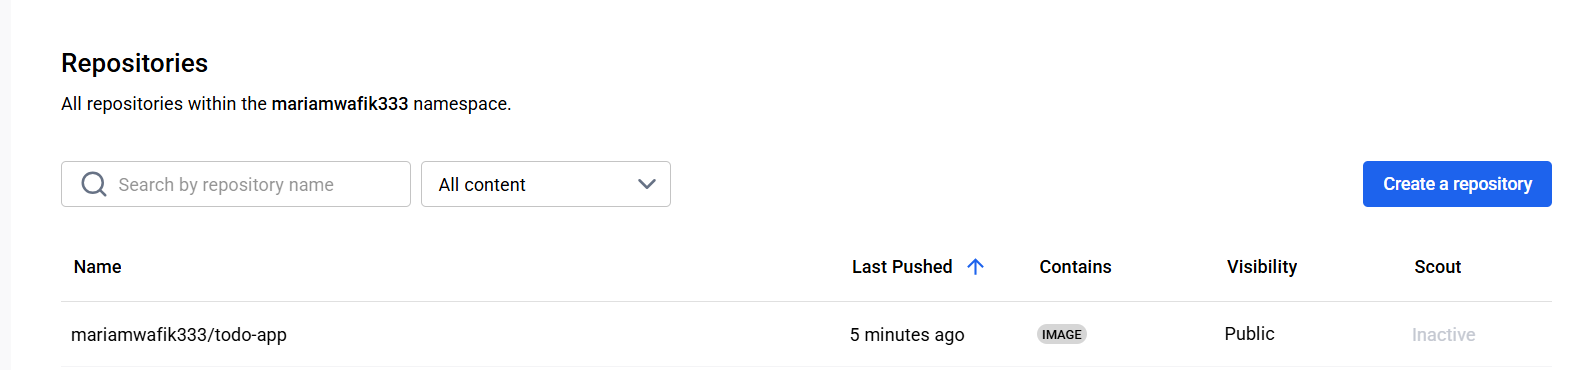 Repositories
All repositories within the mariamwafik333 namespace.
Search by repository name
All content
Create a repository
Name Last Pushed Contains Visibility Scout
mariamwafik333/todo-app 5 minutes ago IMAGE Public Inactive